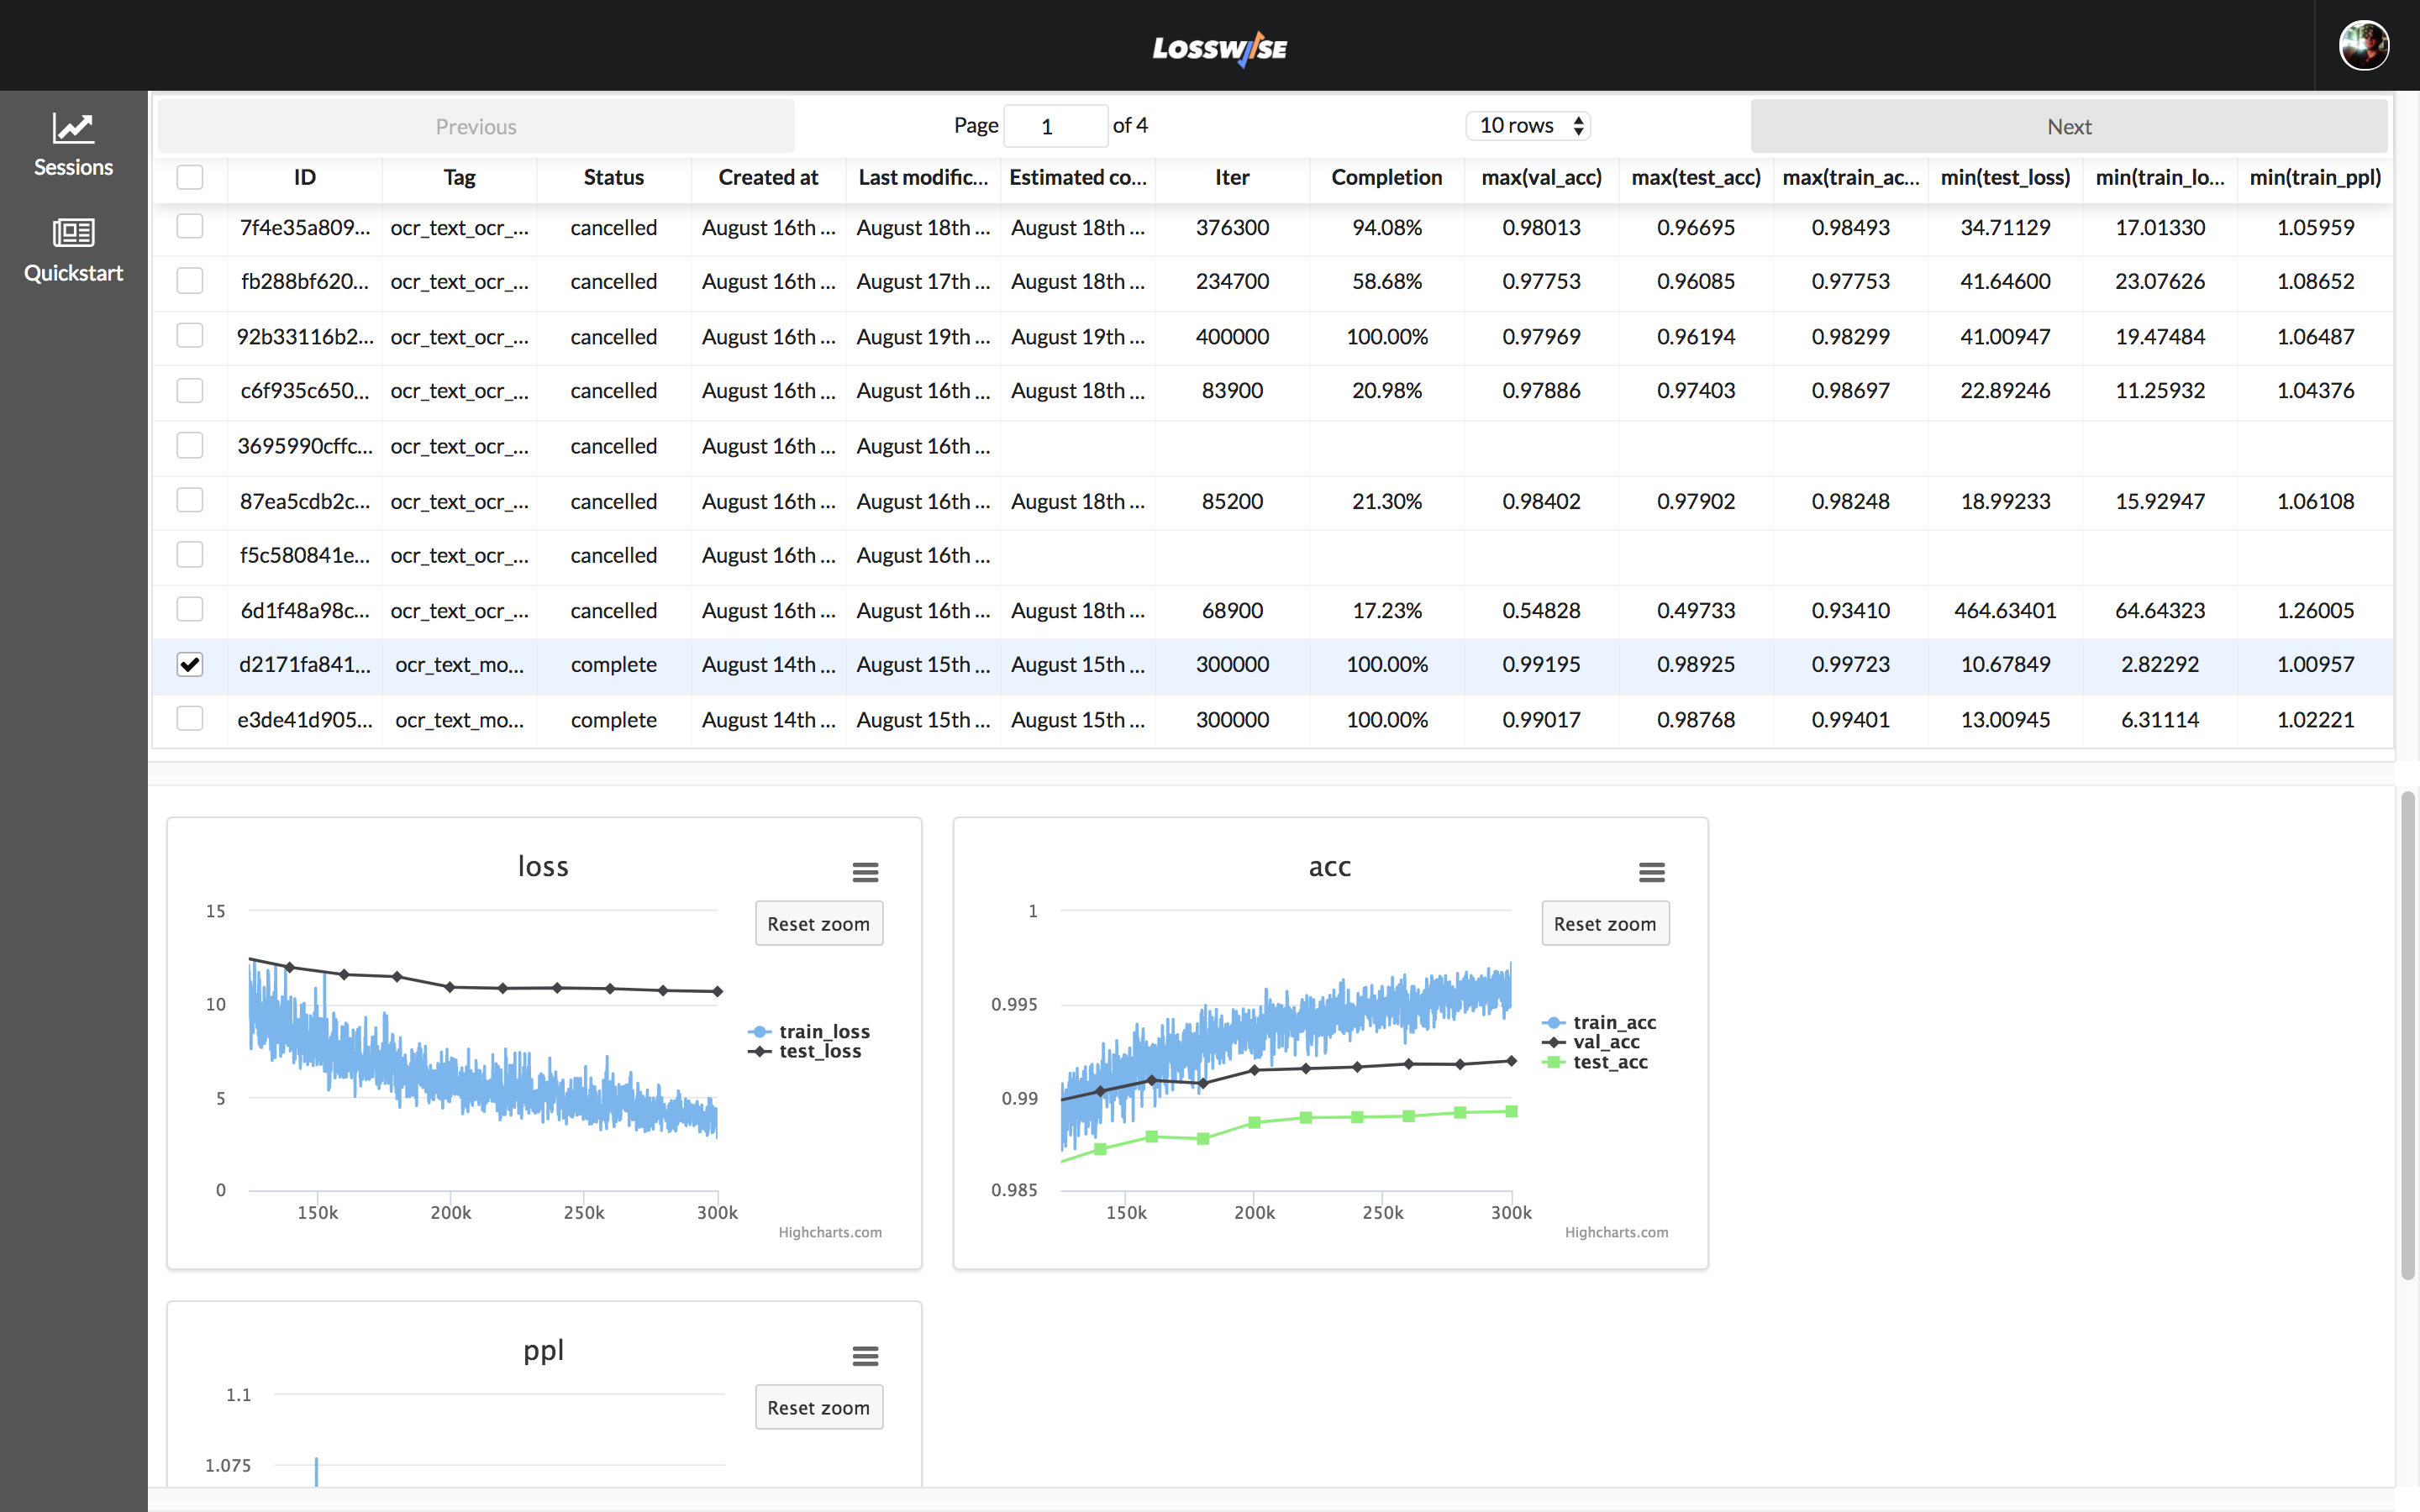 LOSSWISE
Sessions
Quickstart
Previous
Page 1 of 4
10 rows
Next
ID Tag Status Created at Last modific... Estimated co... Iter Completion max(val_acc) max(test_acc) max(train_ac... min(test_loss) min(train_lo... min(train_ppl)
7f4e35a809... ocr_text_ocr_... cancelled August 16th ... August 18th ... August 18th ... 376300 94.08% 0.98013 0.96695 0.98493 34.71129 17.01330 1.05959
fb288bf620... ocr_text_ocr_... cancelled August 16th ... August 17th ... August 18th ... 234700 58.68% 0.97753 0.96085 0.97753 41.64600 23.07626 1.08652
92b33116b2... ocr_text_ocr_... cancelled August 16th ... August 19th ... August 19th ... 400000 100.00% 0.97969 0.96194 0.98299 41.00947 19.47484 1.06487
c6f935c650... ocr_text_ocr_... cancelled August 16th ... August 16th ... August 18th ... 83900 20.98% 0.97886 0.97403 0.98697 22.89246 11.25932 1.04376
3695990cffc... ocr_text_ocr_... cancelled August 16th ... August 16th ...
87ea5cdb2c... ocr_text_ocr_... cancelled August 16th ... August 16th ... August 18th ... 85200 21.30% 0.98402 0.97902 0.98248 18.99233 15.92947 1.06108
f5c580841e... ocr_text_ocr_... cancelled August 16th ... August 16th ...
6d1f48a98c... ocr_text_ocr_... cancelled August 16th ... August 16th ... August 18th ... 68900 17.23% 0.54828 0.49733 0.93410 464.63401 64.64323 1.26005
d2171fa841... ocr_text_mo... complete August 14th ... August 15th ... August 15th ... 300000 100.00% 0.99195 0.98925 0.99723 10.67849 2.82292 1.00957
e3de41d905... ocr_text_mo... complete August 14th ... August 15th ... August 15th ... 300000 100.00% 0.99017 0.98768 0.99401 13.00945 6.31114 1.02221
loss
Reset zoom
15
10
5
0
150k 200k 250k 300k
train_loss
test_loss
Highcharts.com
acc
Reset zoom
1
0.995
0.99
0.985
150k 200k 250k 300k
train_acc
val_acc
test_acc
Highcharts.com
ppl
Reset zoom
1.1
1.075